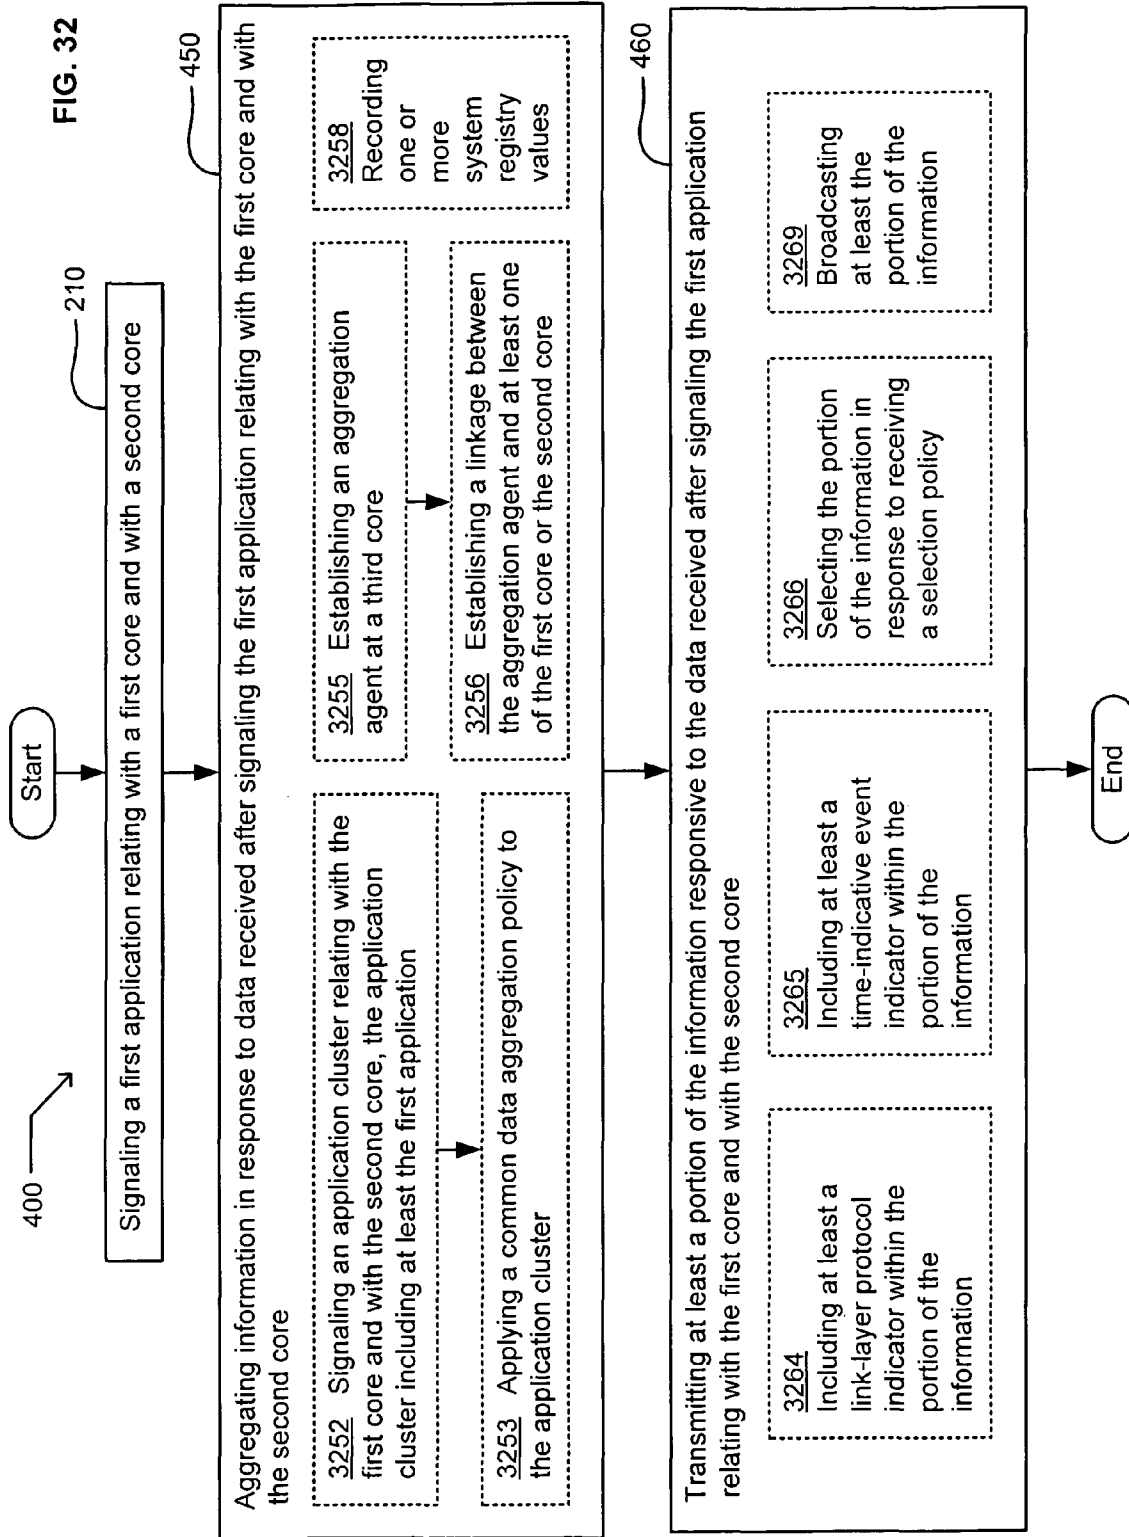 FIG. 32
400
Start
210
Signaling a first application relating with a first core and with a second core
450
Aggregating information in response to data received after signaling the first application relating with the first core and with
the second core
3252 Signaling an application cluster relating with the
first core and with the second core, the application
cluster including at least the first application
3253 Applying a common data aggregation policy to
the application cluster
3255 Establishing an aggregation
agent at a third core
3256 Establishing a linkage between
the aggregation agent and at least one
of the first core or the second core
3258
Recording
one or
more
system
registry
values
460
Transmitting at least a portion of the information responsive to the data received after signaling the first application
relating with the first core and with the second core
3264
Including at least a
link-layer protocol
indicator within the
portion of the
information
3265
Including at least a
time-indicative event
indicator within the
portion of the
information
3266
Selecting the portion
of the information in
response to receiving
a selection policy
3269
Broadcasting
at least the
portion of the
information
End